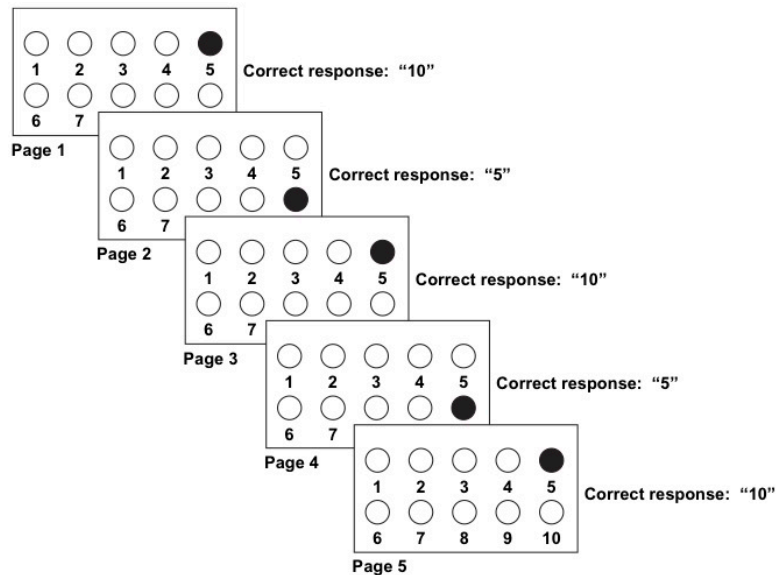 1 2 3 4 5
Correct response: “10”
6 7
Page 1
1 2 3 4 5
Correct response: “5”
6 7
Page 2
1 2 3 4 5
Correct response: “10”
6 7
Page 3
1 2 3 4 5
Correct response: “5”
6 7
Page 4
1 2 3 4 5
Correct response: “10”
6 7 8 9 10
Page 5